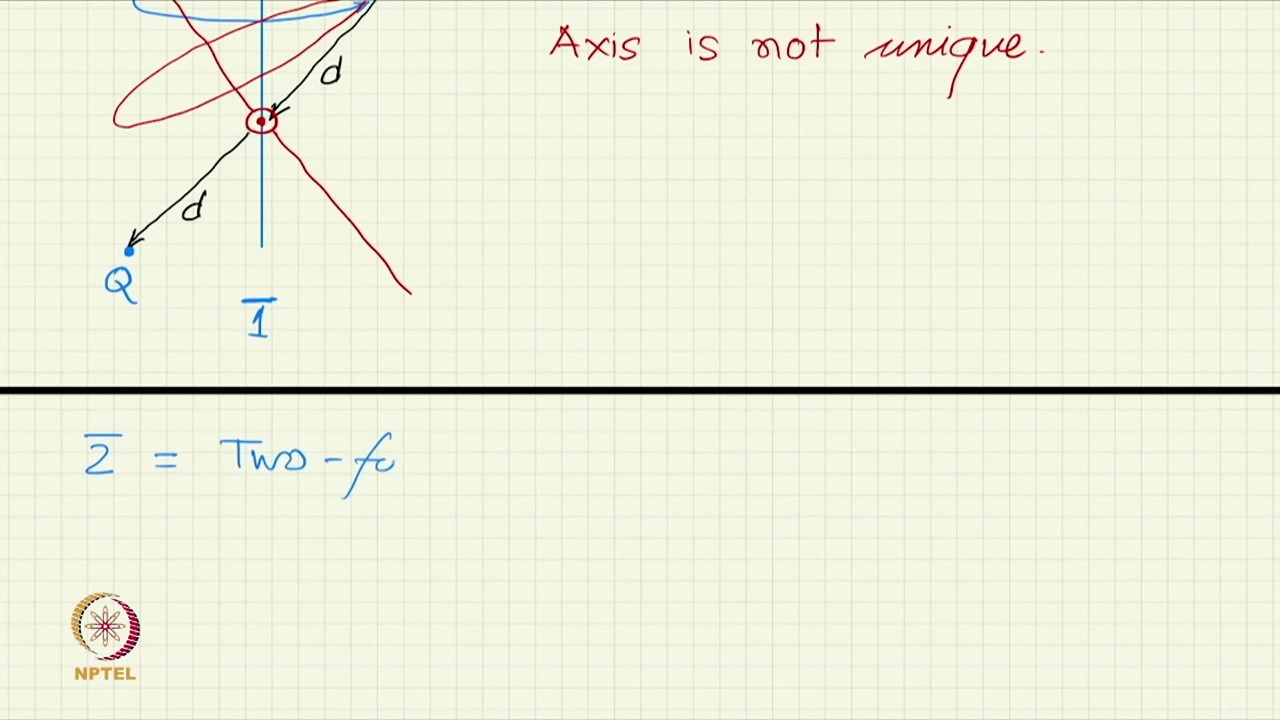 Axis is not unique.
d
d
Q
1̅
2̅ = Two-fo
NPTEL